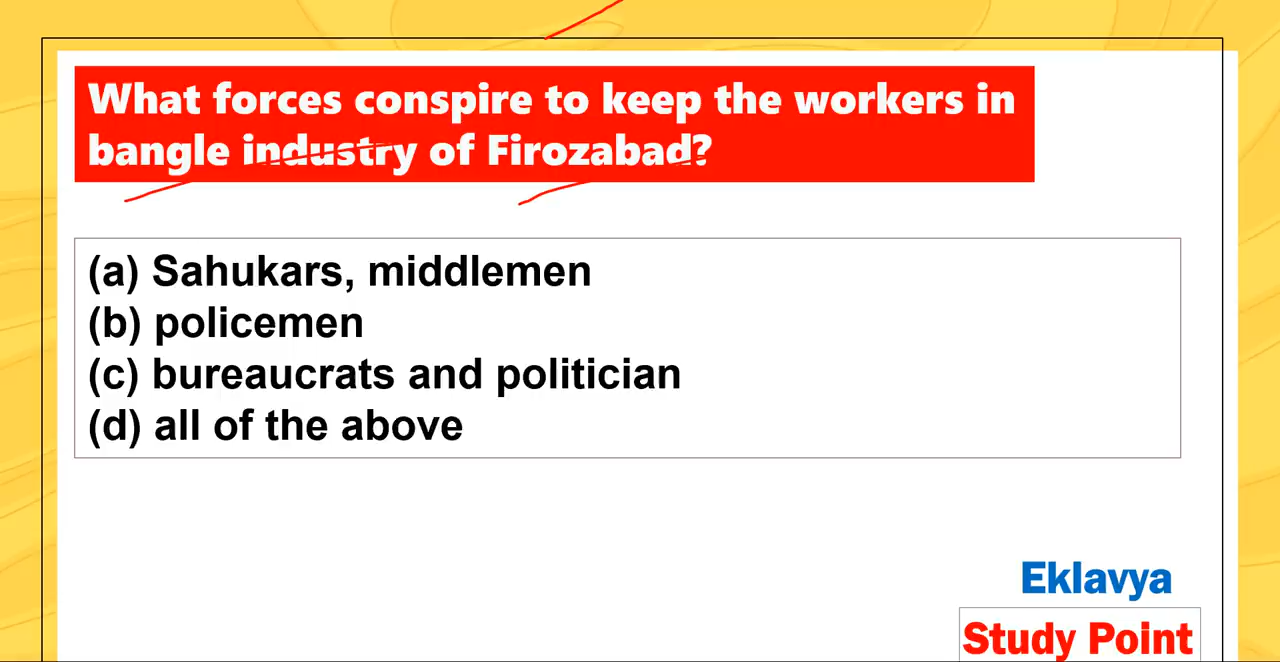 What forces conspire to keep the workers in
bangle industry of Firozabad?
(a) Sahukars, middlemen
(b) policemen
(c) bureaucrats and politician
(d) all of the above
Eklavya
Study Point